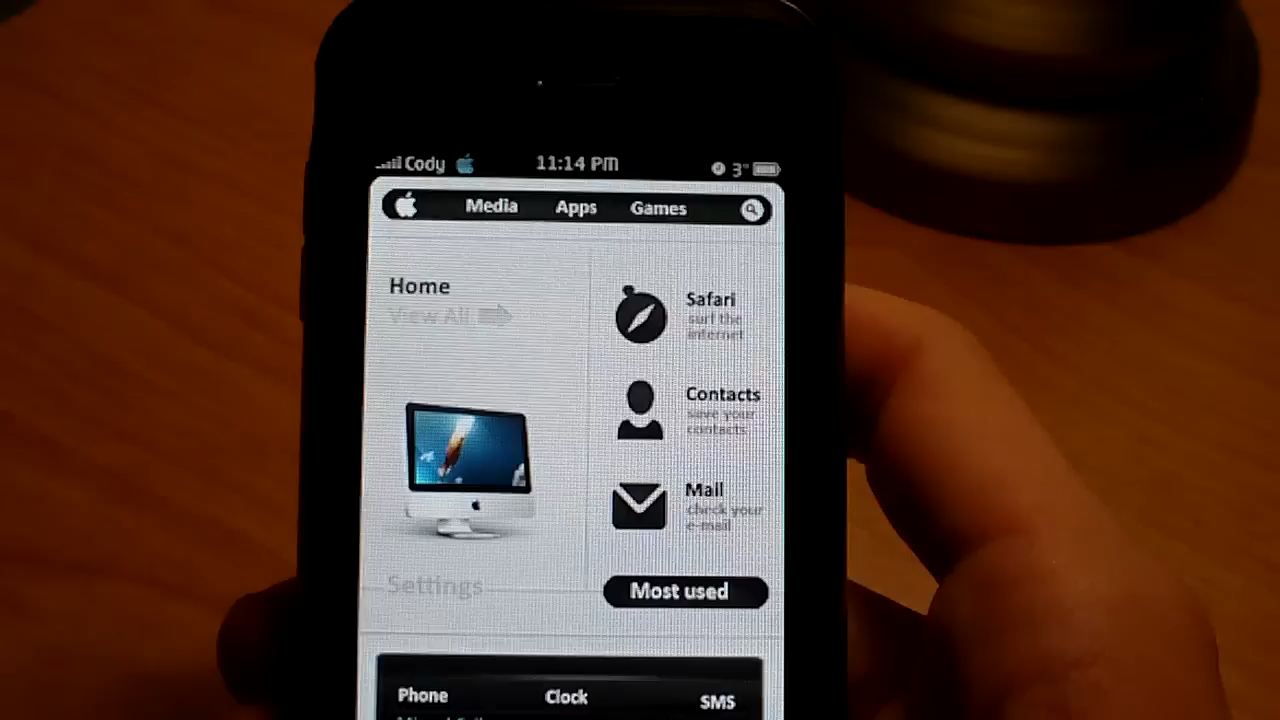 Cody 11:14 PM 3°
Media Apps Games
Home
View All
Safari
surf the
internet
Contacts
save your
contacts
Mail
check your
e-mail
Settings
Most used
Phone Clock SMS